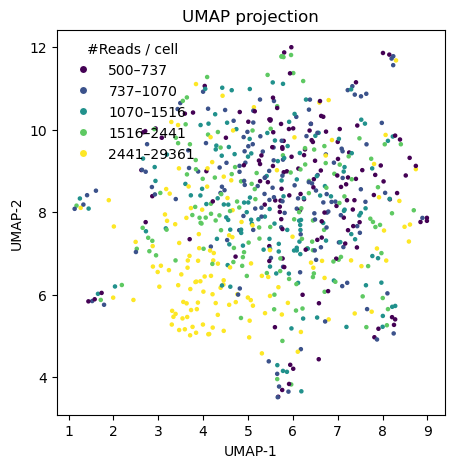 UMAP projection
#Reads / cell
500–737
737–1070
1070–1516
1516–2441
2441–29361
12
10
8
6
4
UMAP-2
1 2 3 4 5 6 7 8 9
UMAP-1